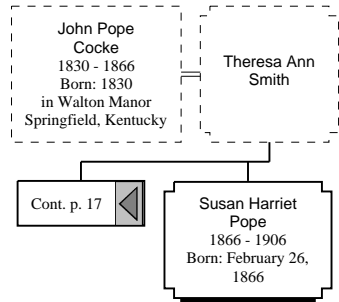 John Pope
Cocke
1830 - 1866
Born: 1830
in Walton Manor
Springfield, Kentucky
Theresa Ann
Smith
Cont. p. 17
Susan Harriet
Pope
1866 - 1906
Born: February 26,
1866